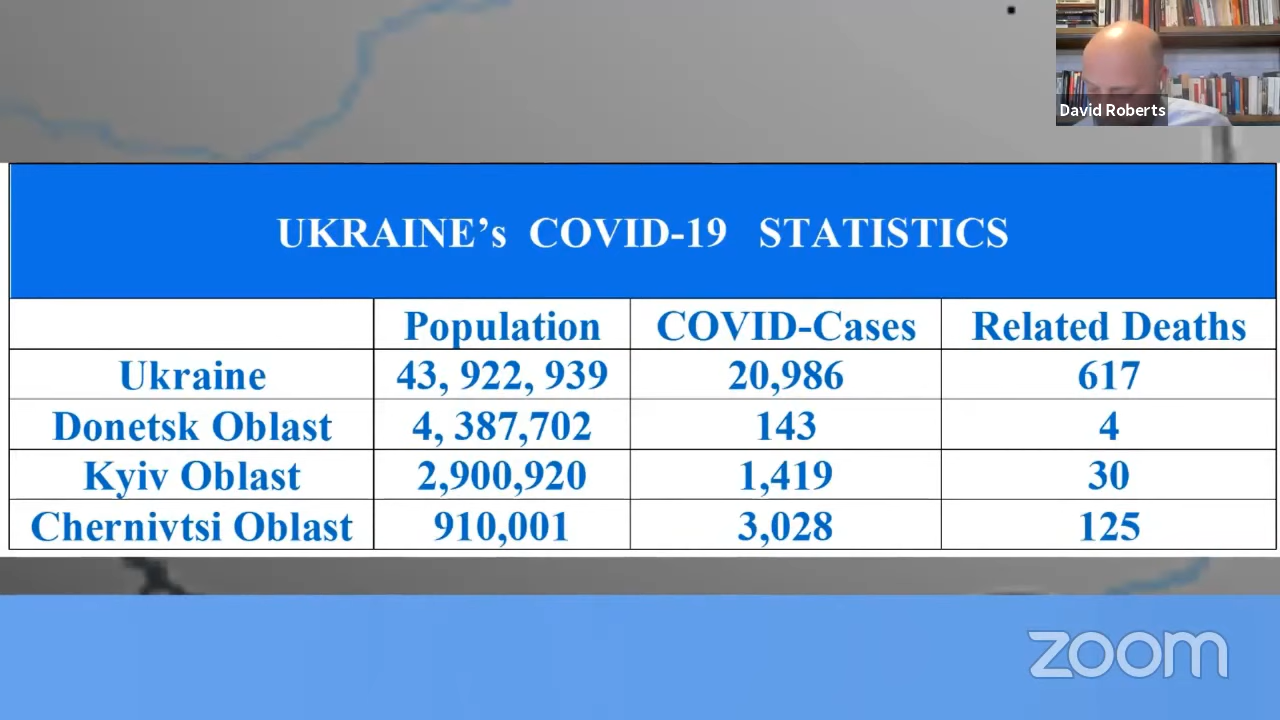 David Roberts
UKRAINE's COVID-19 STATISTICS
Population COVID-Cases Related Deaths
Ukraine 43, 922, 939 20,986 617
Donetsk Oblast 4, 387,702 143 4
Kyiv Oblast 2,900,920 1,419 30
Chernivtsi Oblast 910,001 3,028 125
zoom